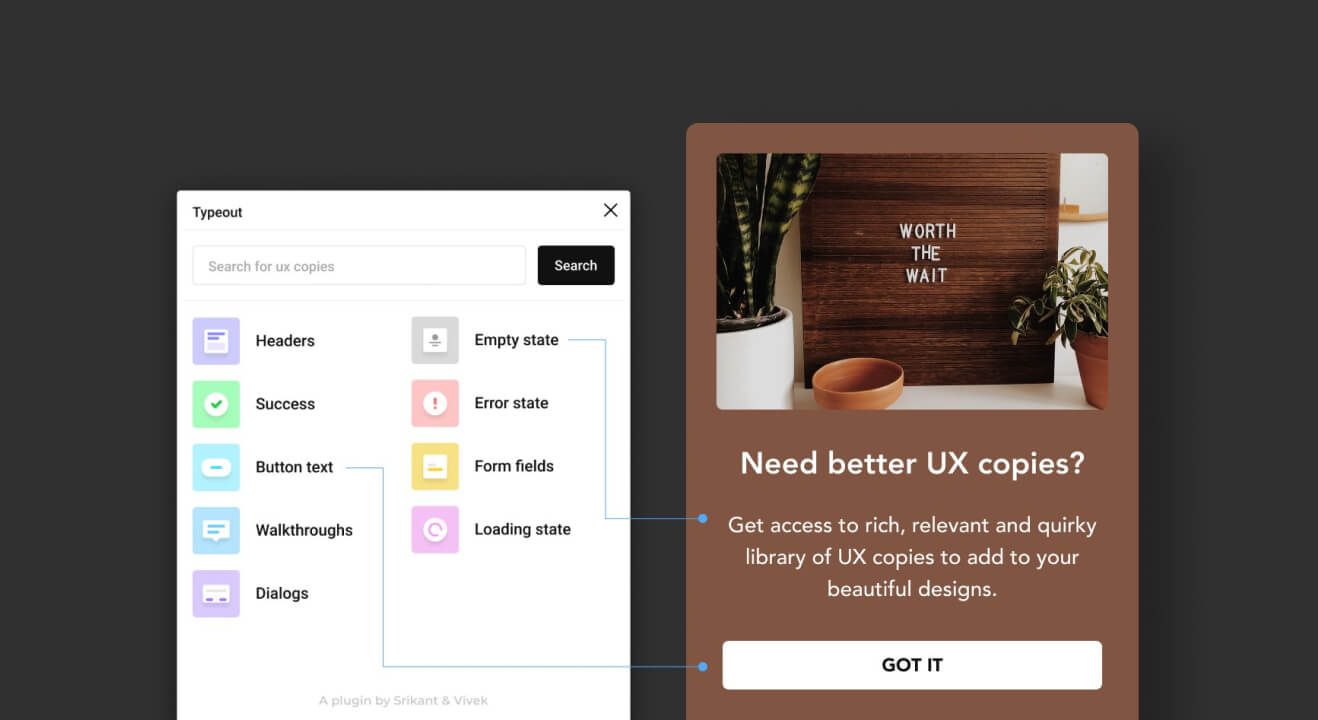 Typeout
Search for ux copies
Search
Headers
Success
Button text
Walkthroughs
Dialogs
Empty state
Error state
Form fields
Loading state
A plugin by Srikant & Vivek
WORTH
THE
WAIT
Need better UX copies?
Get access to rich, relevant and quirky
library of UX copies to add to your
beautiful designs.
GOT IT